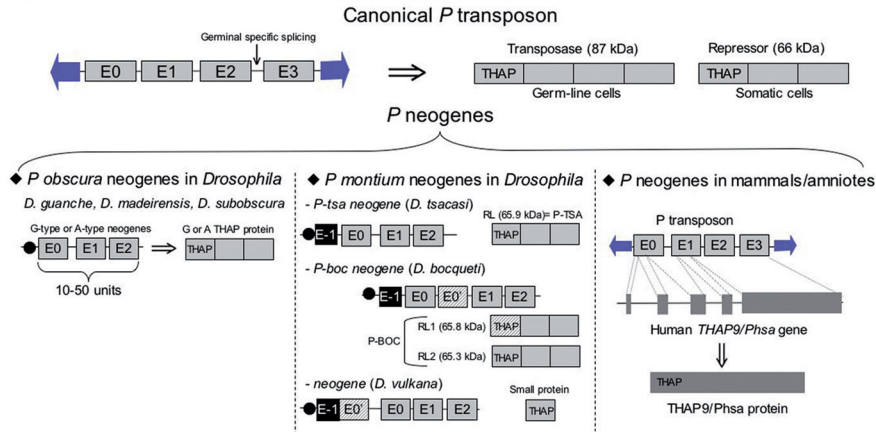 Canonical P transposon
Germinal specific splicing
E0 E1 E2 E3
Transposase (87 kDa)
THAP
Germ-line cells
Repressor (66 kDa)
THAP
Somatic cells
P neogenes
◆ P obscura neogenes in Drosophila
D. guanche, D. madeirensis, D. subobscura
G-type or A-type neogenes
E0 E1 E2
G or A THAP protein
THAP
10-50 units
◆ P montium neogenes in Drosophila
- P-tsa neogene (D. tsacasi)
E-1 E0 E1 E2
RL (65.9 kDa)= P-TSA
THAP
- P-boc neogene (D. bocqueti)
E-1 E0 E0' E1 E2
P-BOC
RL1 (65.8 kDa) THAP
RL2 (65.3 kDa) THAP
- neogene (D. vulkana)
E-1 E0' E0 E1 E2
Small protein
THAP
◆ P neogenes in mammals/amniotes
P transposon
E0 E1 E2 E3
Human THAP9/Phsa gene
THAP
THAP9/Phsa protein